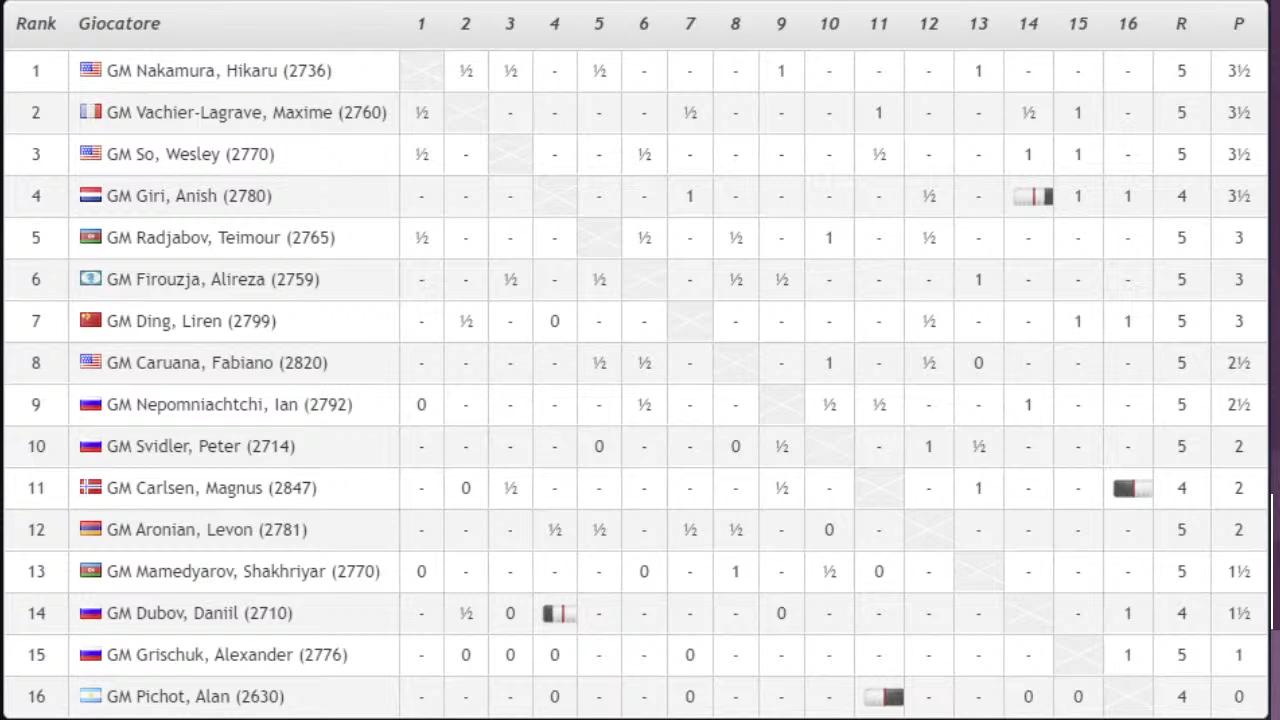 Rank Giocatore 1 2 3 4 5 6 7 8 9 10 11 12 13 14 15 16 R P
1 GM Nakamura, Hikaru (2736) ½ ½ - ½ - - - 1 - - - 1 - - - 5 3½
2 GM Vachier-Lagrave, Maxime (2760) ½ - - - - ½ - - - 1 - - ½ 1 - 5 3½
3 GM So, Wesley (2770) ½ - - - ½ - - - - ½ - - 1 1 - 5 3½
4 GM Giri, Anish (2780) - - - - - 1 - - - - ½ - 1 1 4 3½
5 GM Radjabov, Teimour (2765) ½ - - - ½ - ½ - 1 - ½ - - - - 5 3
6 GM Firouzja, Alireza (2759) - - ½ - ½ - ½ ½ - - - 1 - - - 5 3
7 GM Ding, Liren (2799) - ½ - 0 - - - - - - ½ - - 1 1 5 3
8 GM Caruana, Fabiano (2820) - - - - ½ ½ - - 1 - ½ 0 - - - 5 2½
9 GM Nepomniachtchi, Ian (2792) 0 - - - - ½ - - ½ ½ - - 1 - - 5 2½
10 GM Svidler, Peter (2714) - - - - 0 - - 0 ½ - 1 ½ - - - 5 2
11 GM Carlsen, Magnus (2847) - 0 ½ - - - - - ½ - - 1 - - 4 2
12 GM Aronian, Levon (2781) - - - ½ ½ - ½ ½ - 0 - - - - - 5 2
13 GM Mamedyarov, Shakhriyar (2770) 0 - - - - 0 - 1 - ½ 0 - - - - 5 1½
14 GM Dubov, Daniil (2710) - ½ 0 - - - - 0 - - - - - 1 4 1½
15 GM Grischuk, Alexander (2776) - 0 0 0 - - 0 - - - - - - - 1 5 1
16 GM Pichot, Alan (2630) - - - 0 - - 0 - - - - - 0 0 4 0